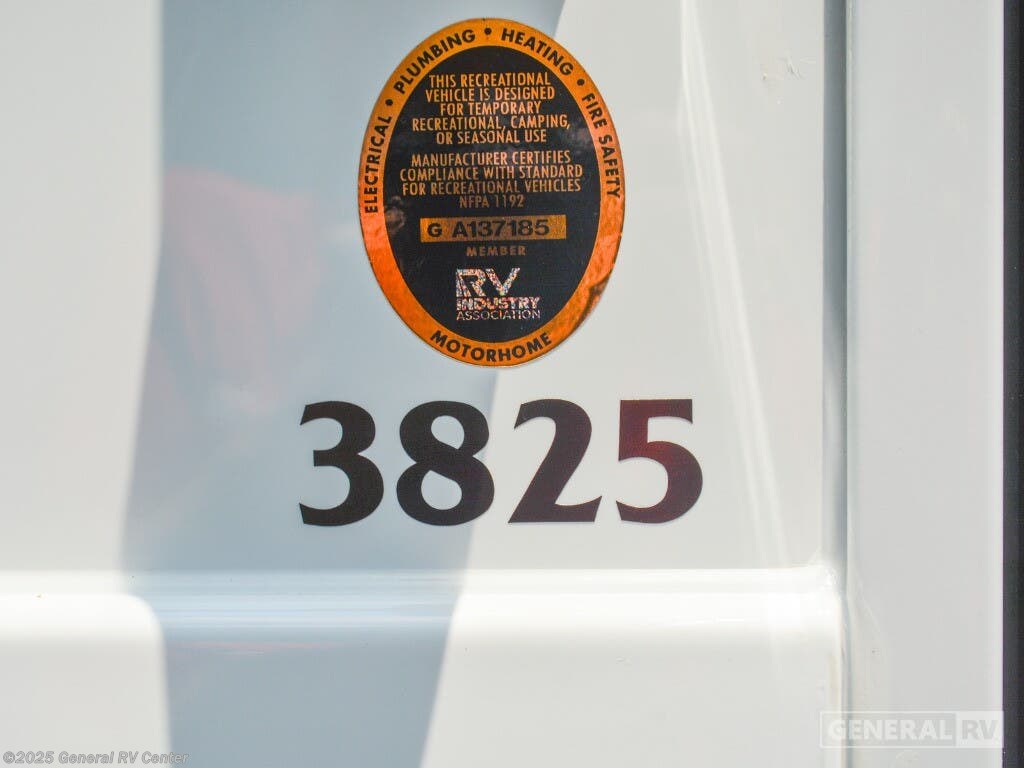 ELECTRICAL • PLUMBING • HEATING • FIRE SAFETY
THIS RECREATIONAL
VEHICLE IS DESIGNED
FOR TEMPORARY
RECREATIONAL, CAMPING,
OR SEASONAL USE
MANUFACTURER CERTIFIES
COMPLIANCE WITH STANDARD
FOR RECREATIONAL VEHICLES
NFPA 1192
G A137185
MEMBER
RV
INDUSTRY
ASSOCIATION
MOTORHOME
3825
GENERAL RV
©2025 General RV Center